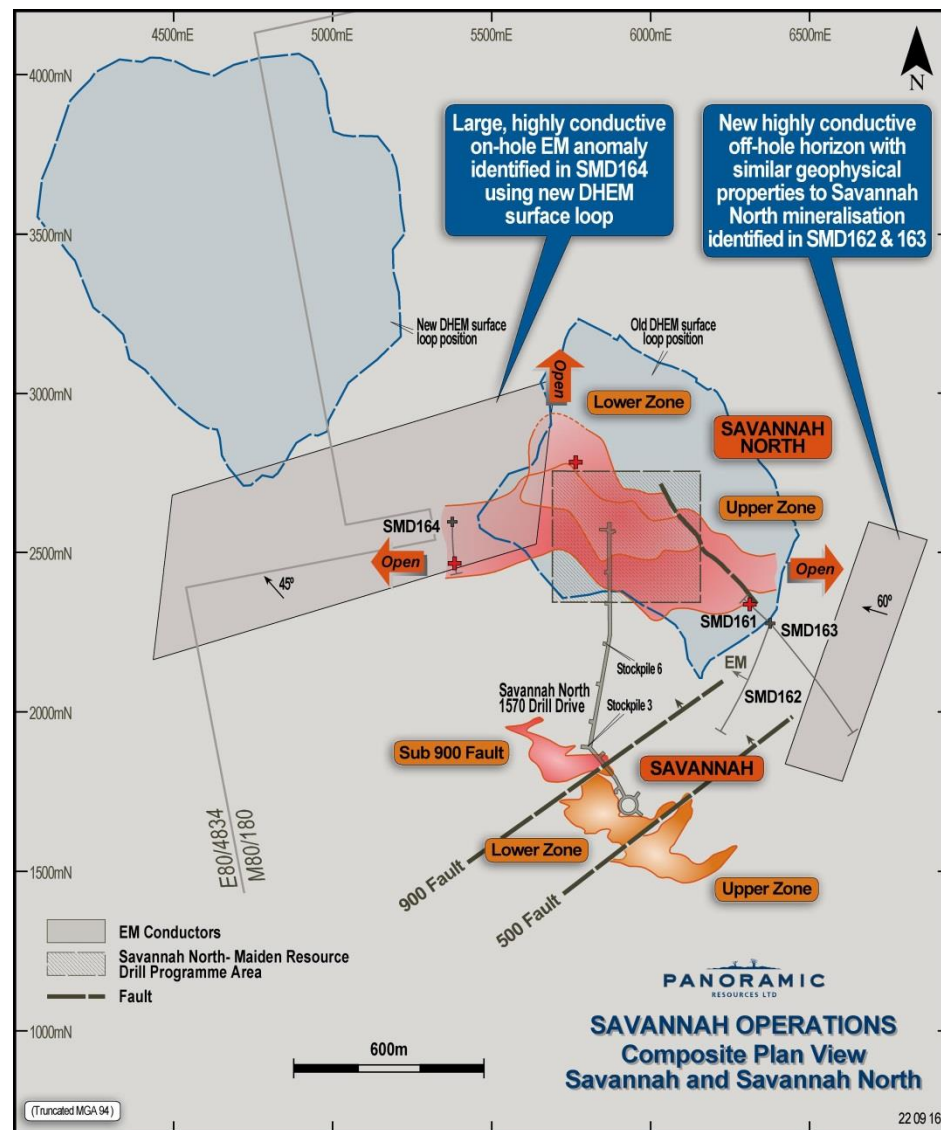 4500mE
5000mE
5500mE
6000mE
6500mE
4000mN
N
Large, highly conductive
on-hole EM anomaly
identified in SMD164
using new DHEM
surface loop
New highly conductive
off-hole horizon with
similar geophysical
properties to Savannah
North mineralisation
identified in SMD162 & 163
3500mN
New DHEM surface
loop position
Old DHEM surface
loop position
3000mN
Open
Lower Zone
SAVANNAH
NORTH
Upper Zone
SMD164
2500mN
Open
Open
45º
60º
SMD161
SMD163
EM
SMD162
Stockpile 6
2000mN
Savannah North
1570 Drill Drive
Stockpile 3
Sub 900 Fault
SAVANNAH
E80/4834
M80/180
Lower Zone
Upper Zone
1500mN
900 Fault
500 Fault
EM Conductors
Savannah North- Maiden Resource
Drill Programme Area
Fault
PANORAMIC
RESOURCES LTD
1000mN
600m
SAVANNAH OPERATIONS
Composite Plan View
Savannah and Savannah North
(Truncated MGA 94 )
22 09 16